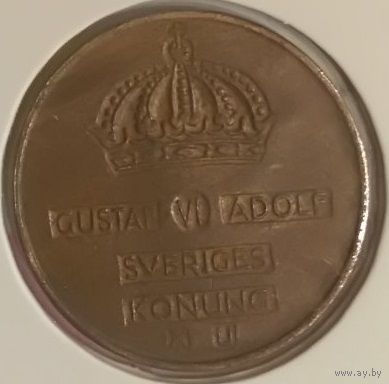 GUSTAF VI ADOLF
SVERIGES
KONUNG
www.ay.by